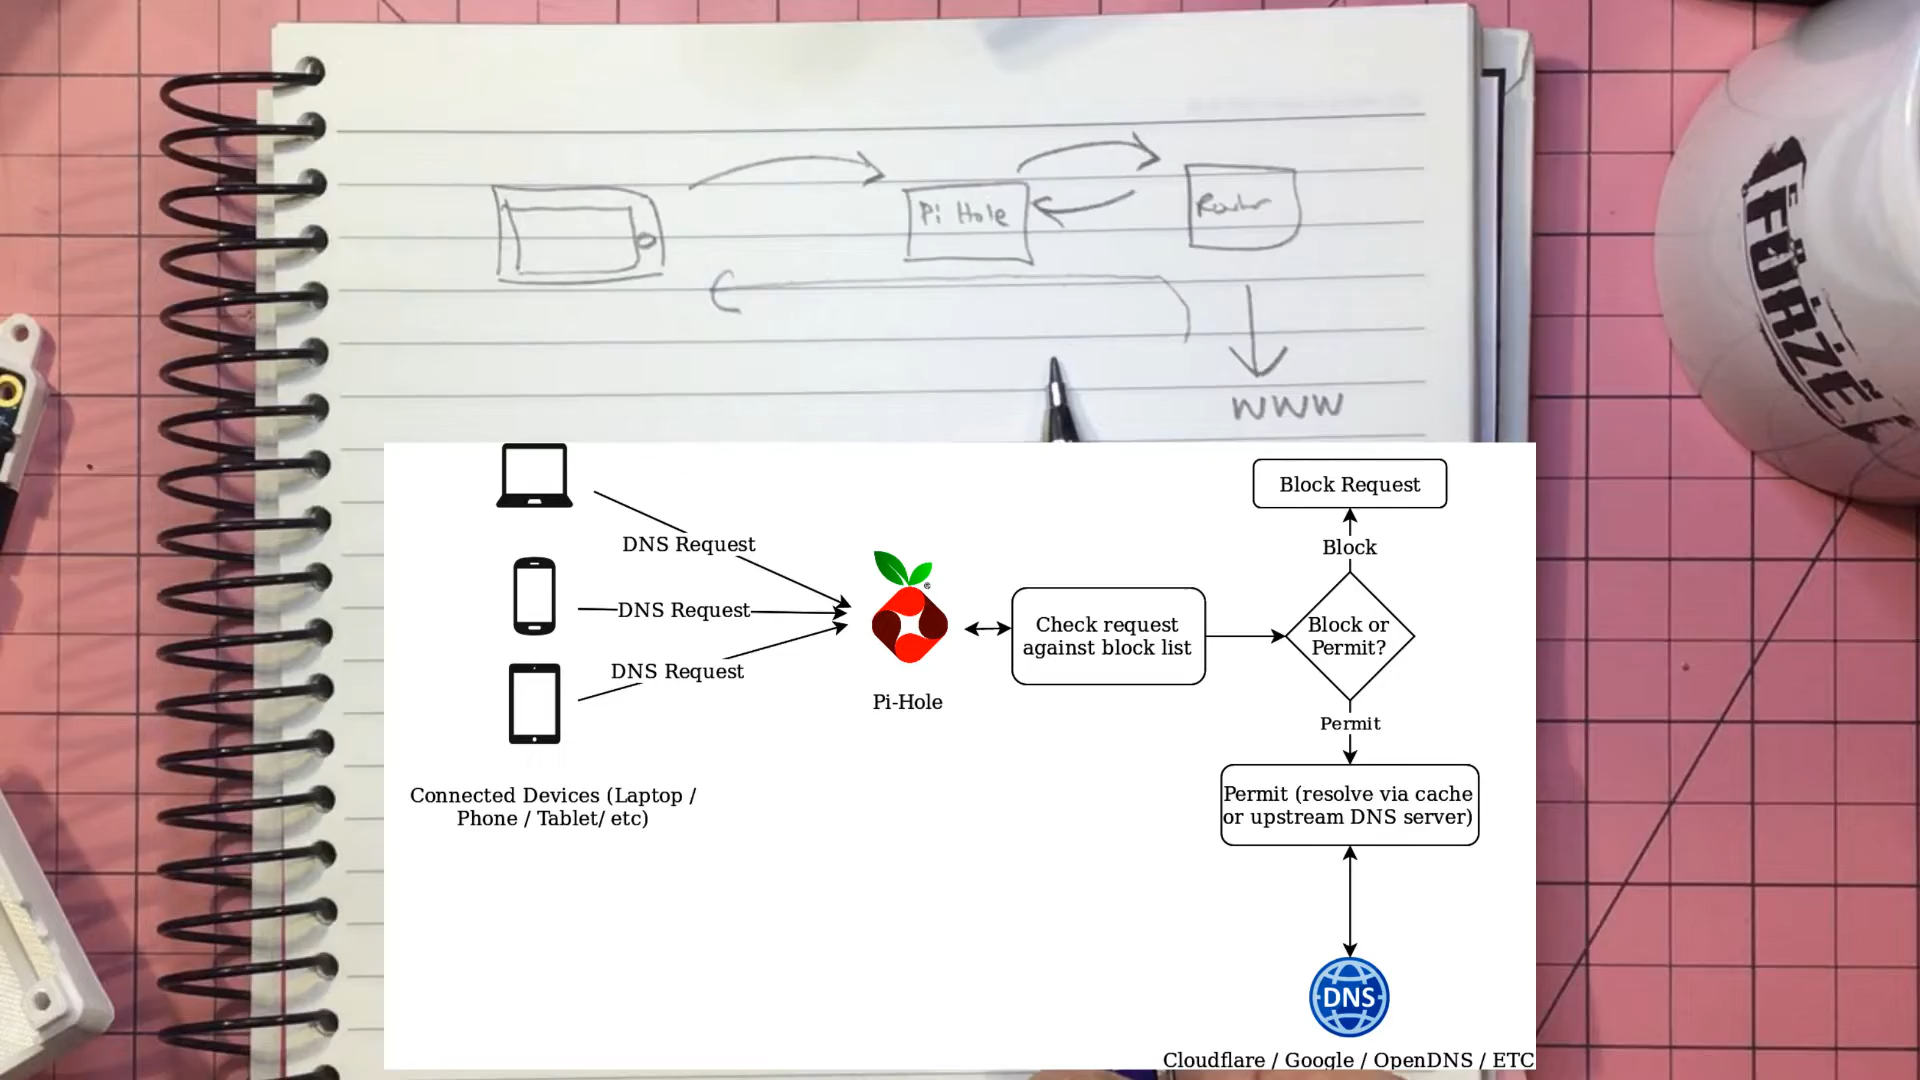 Pi Hole
Router
WWW
FÜRZE
Block Request
DNS Request
Block
DNS Request
Check request
against block list
Block or
Permit?
DNS Request
Pi-Hole
Permit
Connected Devices (Laptop /
Phone / Tablet/ etc)
Permit (resolve via cache
or upstream DNS server)
DNS
Cloudflare / Google / OpenDNS / ETC